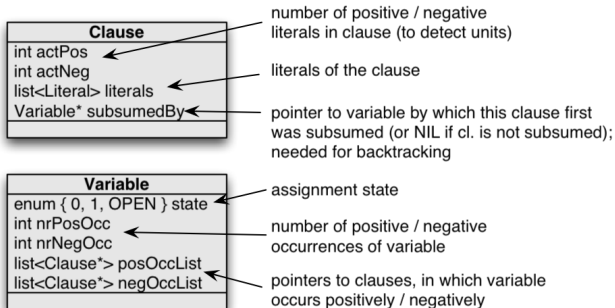 Clause
int actPos
int actNeg
list<Literal> literals
Variable* subsumedBy
number of positive / negative
literals in clause (to detect units)
literals of the clause
pointer to variable by which this clause first
was subsumed (or NIL if cl. is not subsumed);
needed for backtracking
Variable
enum { 0, 1, OPEN } state
int nrPosOcc
int nrNegOcc
list<Clause*> posOccList
list<Clause*> negOccList
assignment state
number of positive / negative
occurrences of variable
pointers to clauses, in which variable
occurs positively / negatively